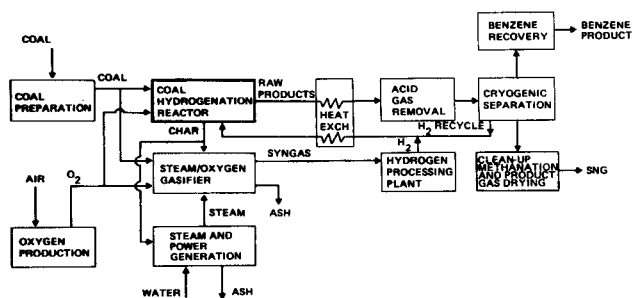 COAL
COAL
PREPARATION
COAL
COAL
HYDROGENATION
REACTOR
RAW
PRODUCTS
HEAT
EXCH
ACID
GAS
REMOVAL
CRYOGENIC
SEPARATION
BENZENE
RECOVERY
BENZENE
PRODUCT
H2 RECYCLE
H2
CHAR
AIR
O2
STEAM/OXYGEN
GASIFIER
SYNGAS
HYDROGEN
PROCESSING
PLANT
CLEAN-UP
METHANATION
AND PRODUCT
GAS DRYING
SNG
ASH
STEAM
OXYGEN
PRODUCTION
STEAM AND
POWER
GENERATION
WATER
ASH